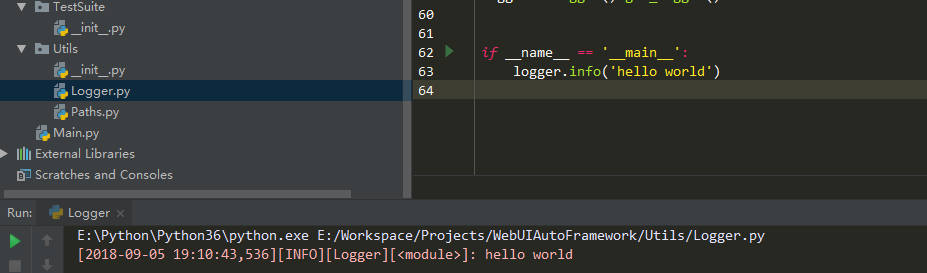 TestSuite
__init__.py
Utils
__init__.py
Logger.py
Paths.py
Main.py
External Libraries
Scratches and Consoles
60
61
62 if __name__ == '__main__':
63 logger.info('hello world')
64
Run: Logger
E:\Python\Python36\python.exe E:/Workspace/Projects/WebUIAutoFramework/Utils/Logger.py
[2018-09-05 19:10:43,536][INFO][Logger][<module>]: hello world